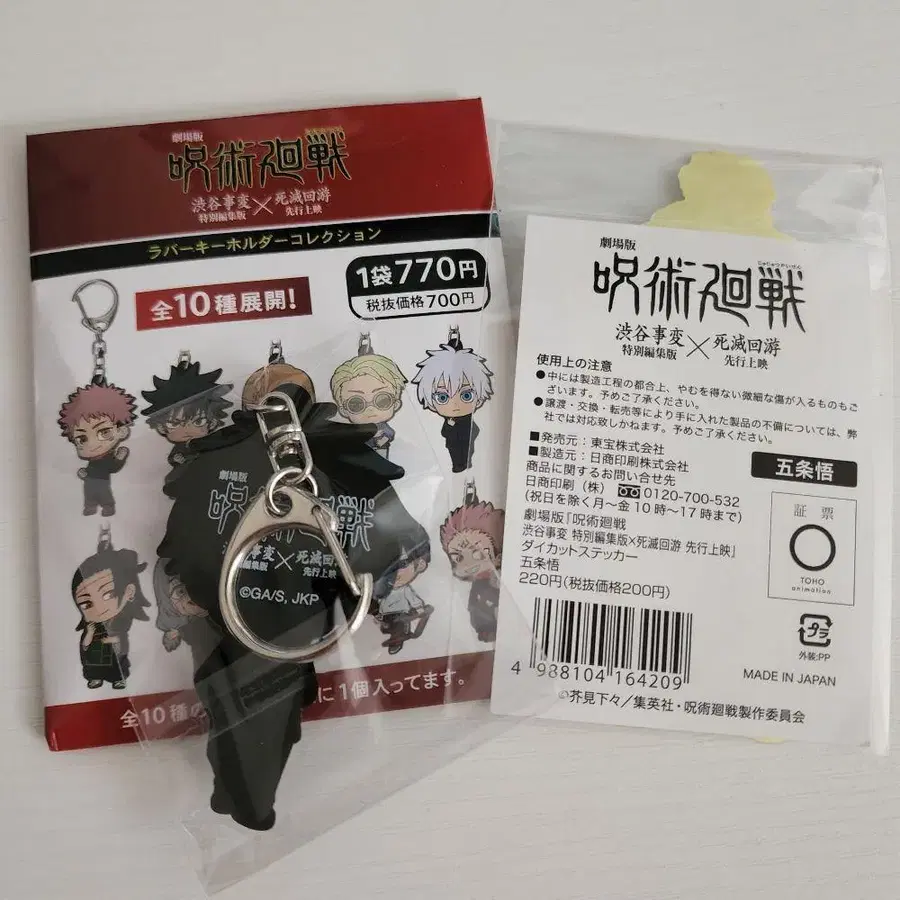 劇場版
呪術廻戦
渋谷事変 特別編集版 × 死滅回游 先行上映
ラバーキーホルダーコレクション
全10種展開!
1袋770円
税抜価格700円
劇場版
呪術廻戦
事変 × 死滅回游
別編集版 先行上映
©GA/S, JKP
全10種の
に1個入ってます。
劇場版
じゅじゅつかいせん
呪術廻戦
渋谷事変 特別編集版 × 死滅回游 先行上映
使用上の注意
●中には製造工程の都合上、やむを得ない微細な傷が入るものもご
ざいます。予めご了承ください。
●譲渡・交換・転売等により手に入れた製品の不備については、弊
社では対応致しかねます。予めご了承ください。
■発売元:東宝株式会社
■製造元:日商印刷株式会社
商品に関するお問い合せ先
日商印刷(株) 0120-700-532
(祝日を除く月〜金10時〜17時まで)
劇場版「呪術廻戦
渋谷事変 特別編集版×死滅回游 先行上映」
ダイカットステッカー
五条悟
220円(税抜価格200円)
五条悟
証票
TOHO
animation
プラ
外装:PP
4 988104 164209
MADE IN JAPAN
©芥見下々/集英社・呪術廻戦製作委員会